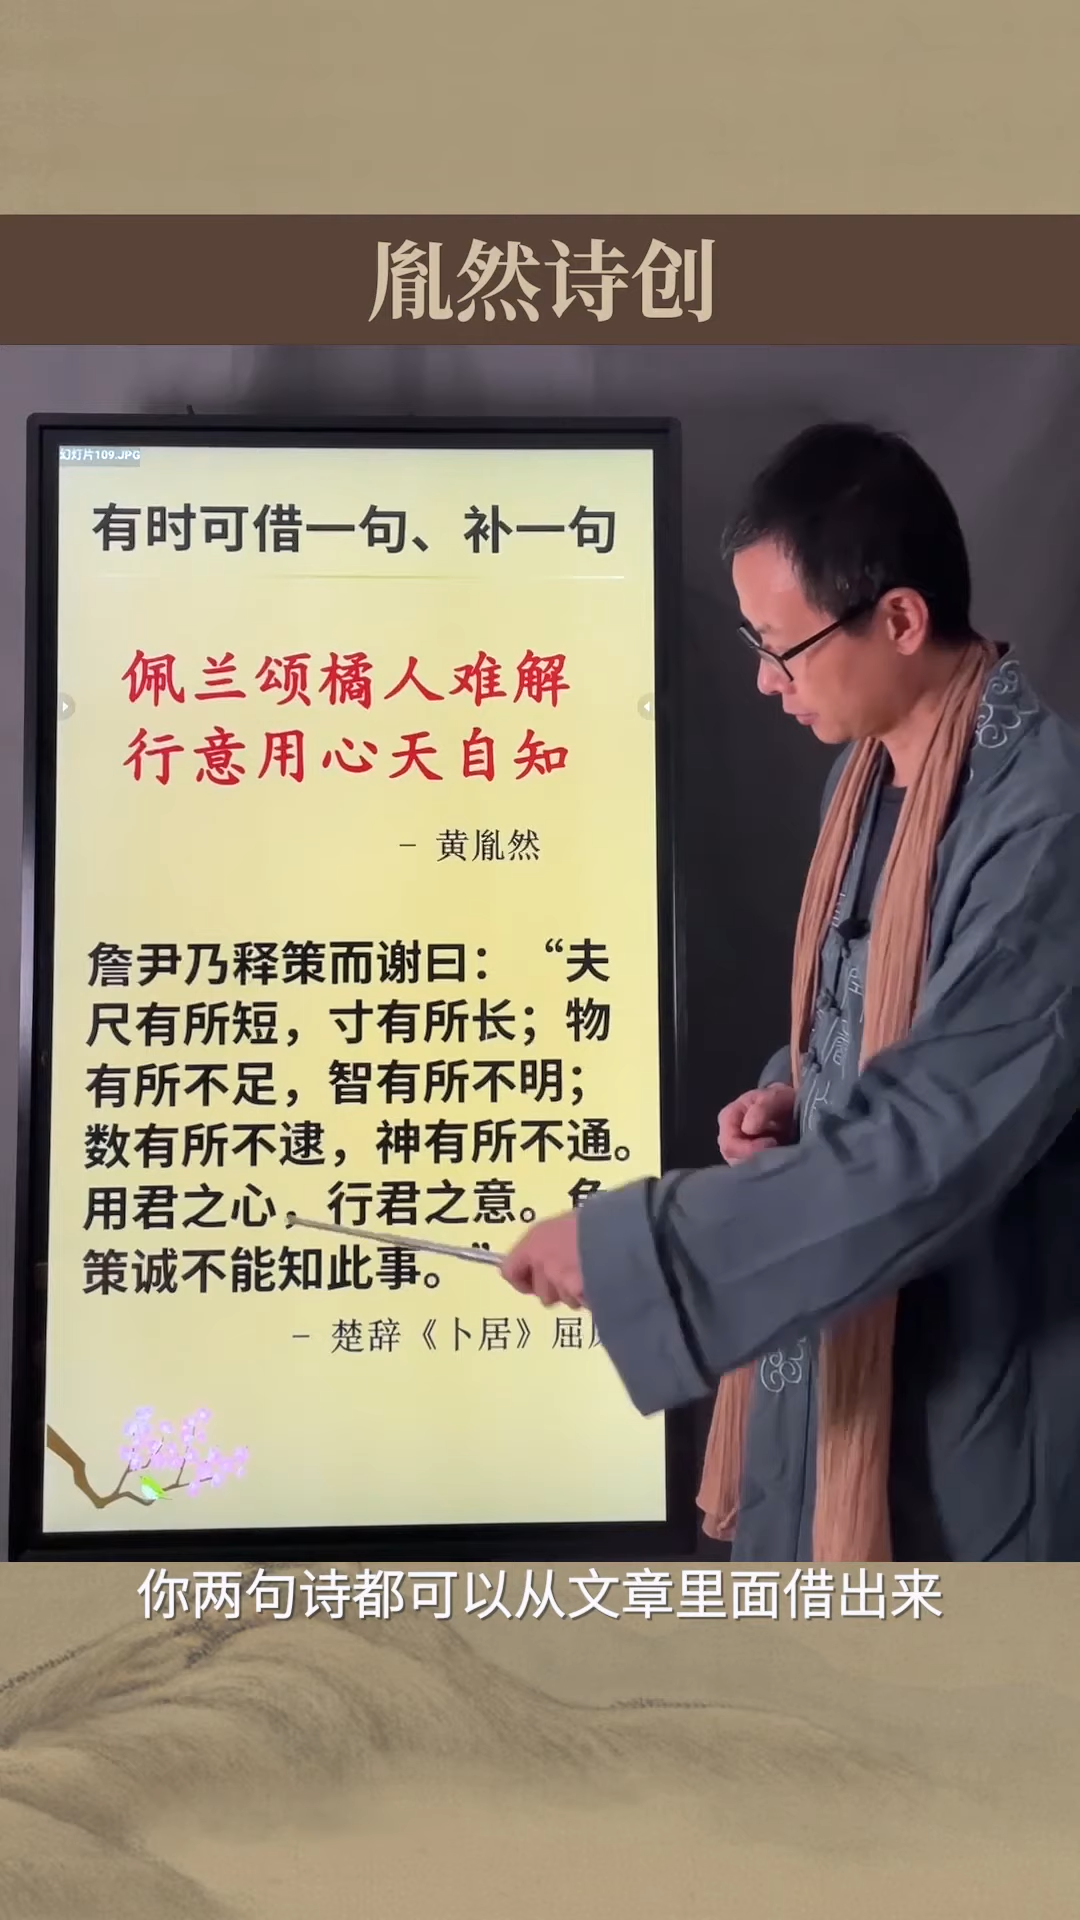 胤然诗创
幻灯片109.JPG
有时可借一句、补一句
佩兰颂橘人难解
行意用心天自知
– 黄胤然
詹尹乃释策而谢曰：“夫
尺有所短，寸有所长；物
有所不足，智有所不明；
数有所不逮，神有所不通。
用君之心，行君之意。
策诚不能知此事。”
– 楚辞《卜居》屈
你两句诗都可以从文章里面借出来